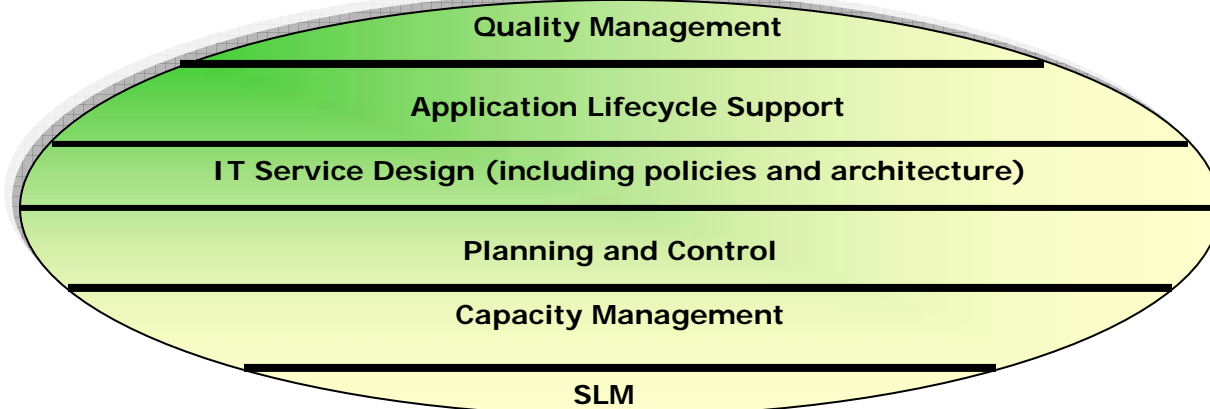 Quality Management
Application Lifecycle Support
IT Service Design (including policies and architecture)
Planning and Control
Capacity Management
SLM